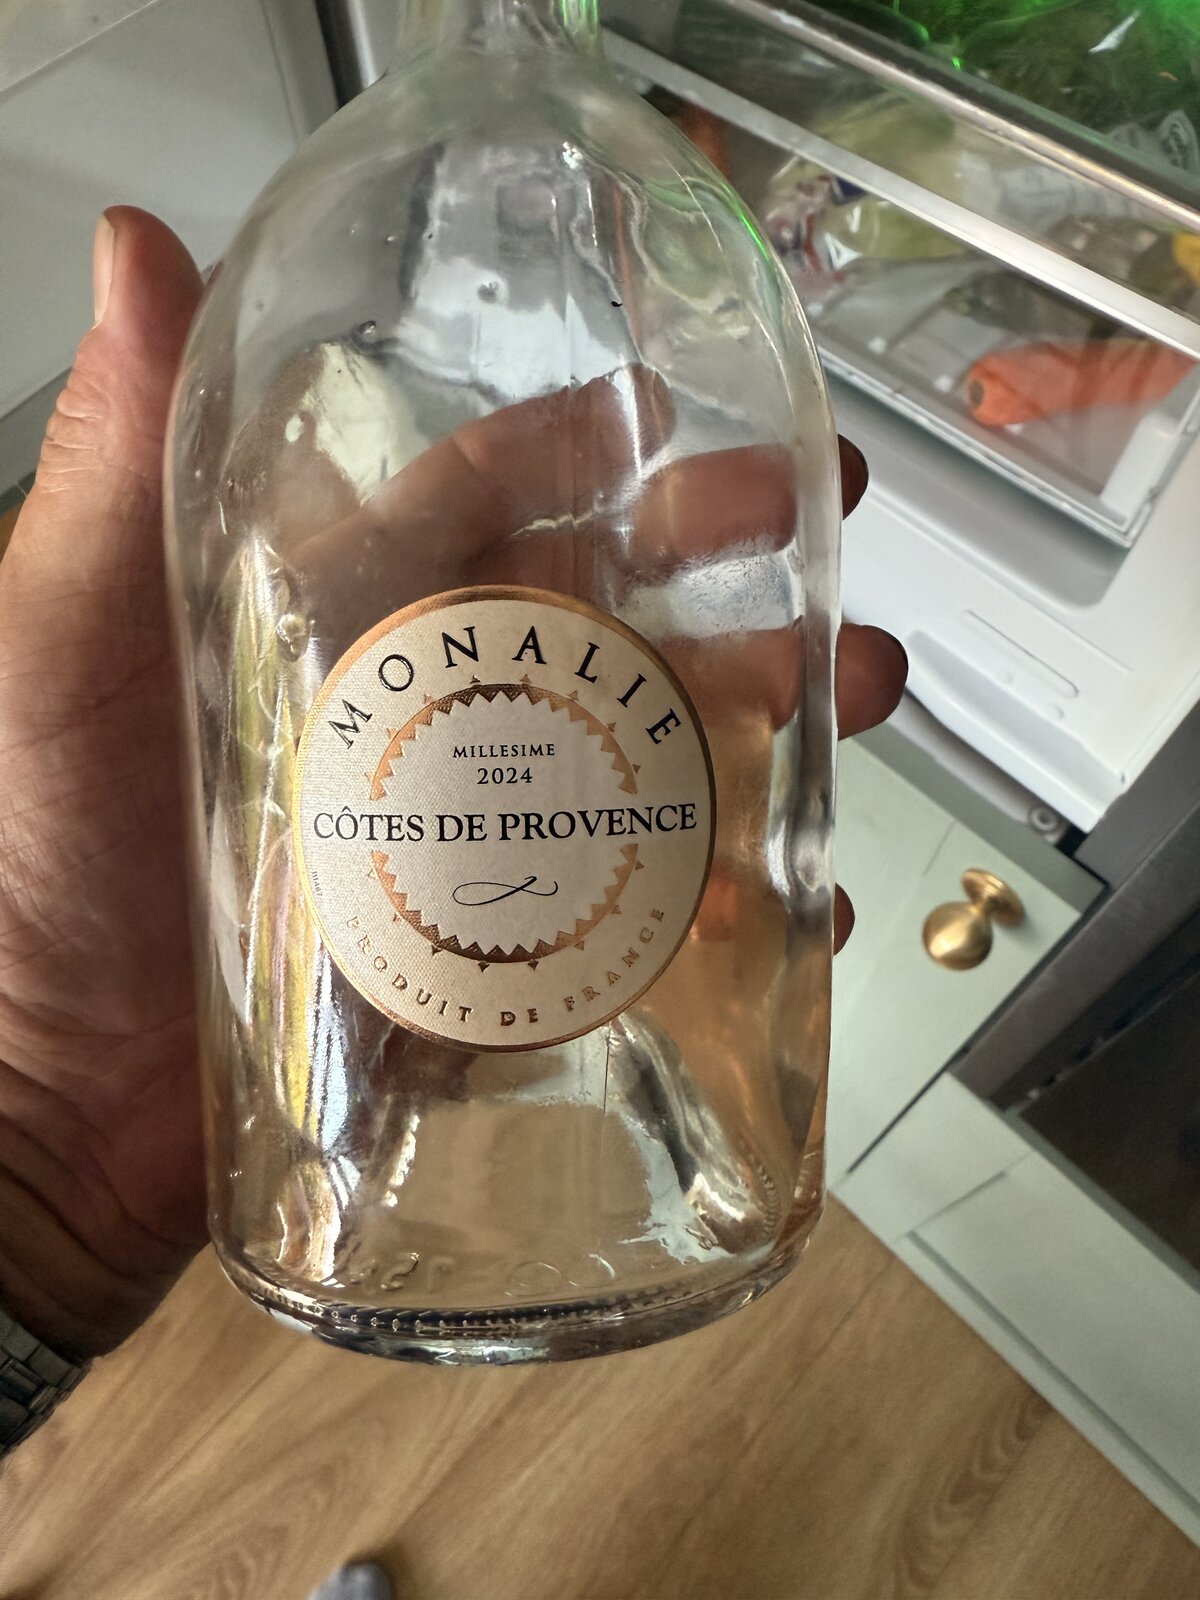 MONALIE
MILLESIME
2024
CÔTES DE PROVENCE
PRODUIT DE FRANCE